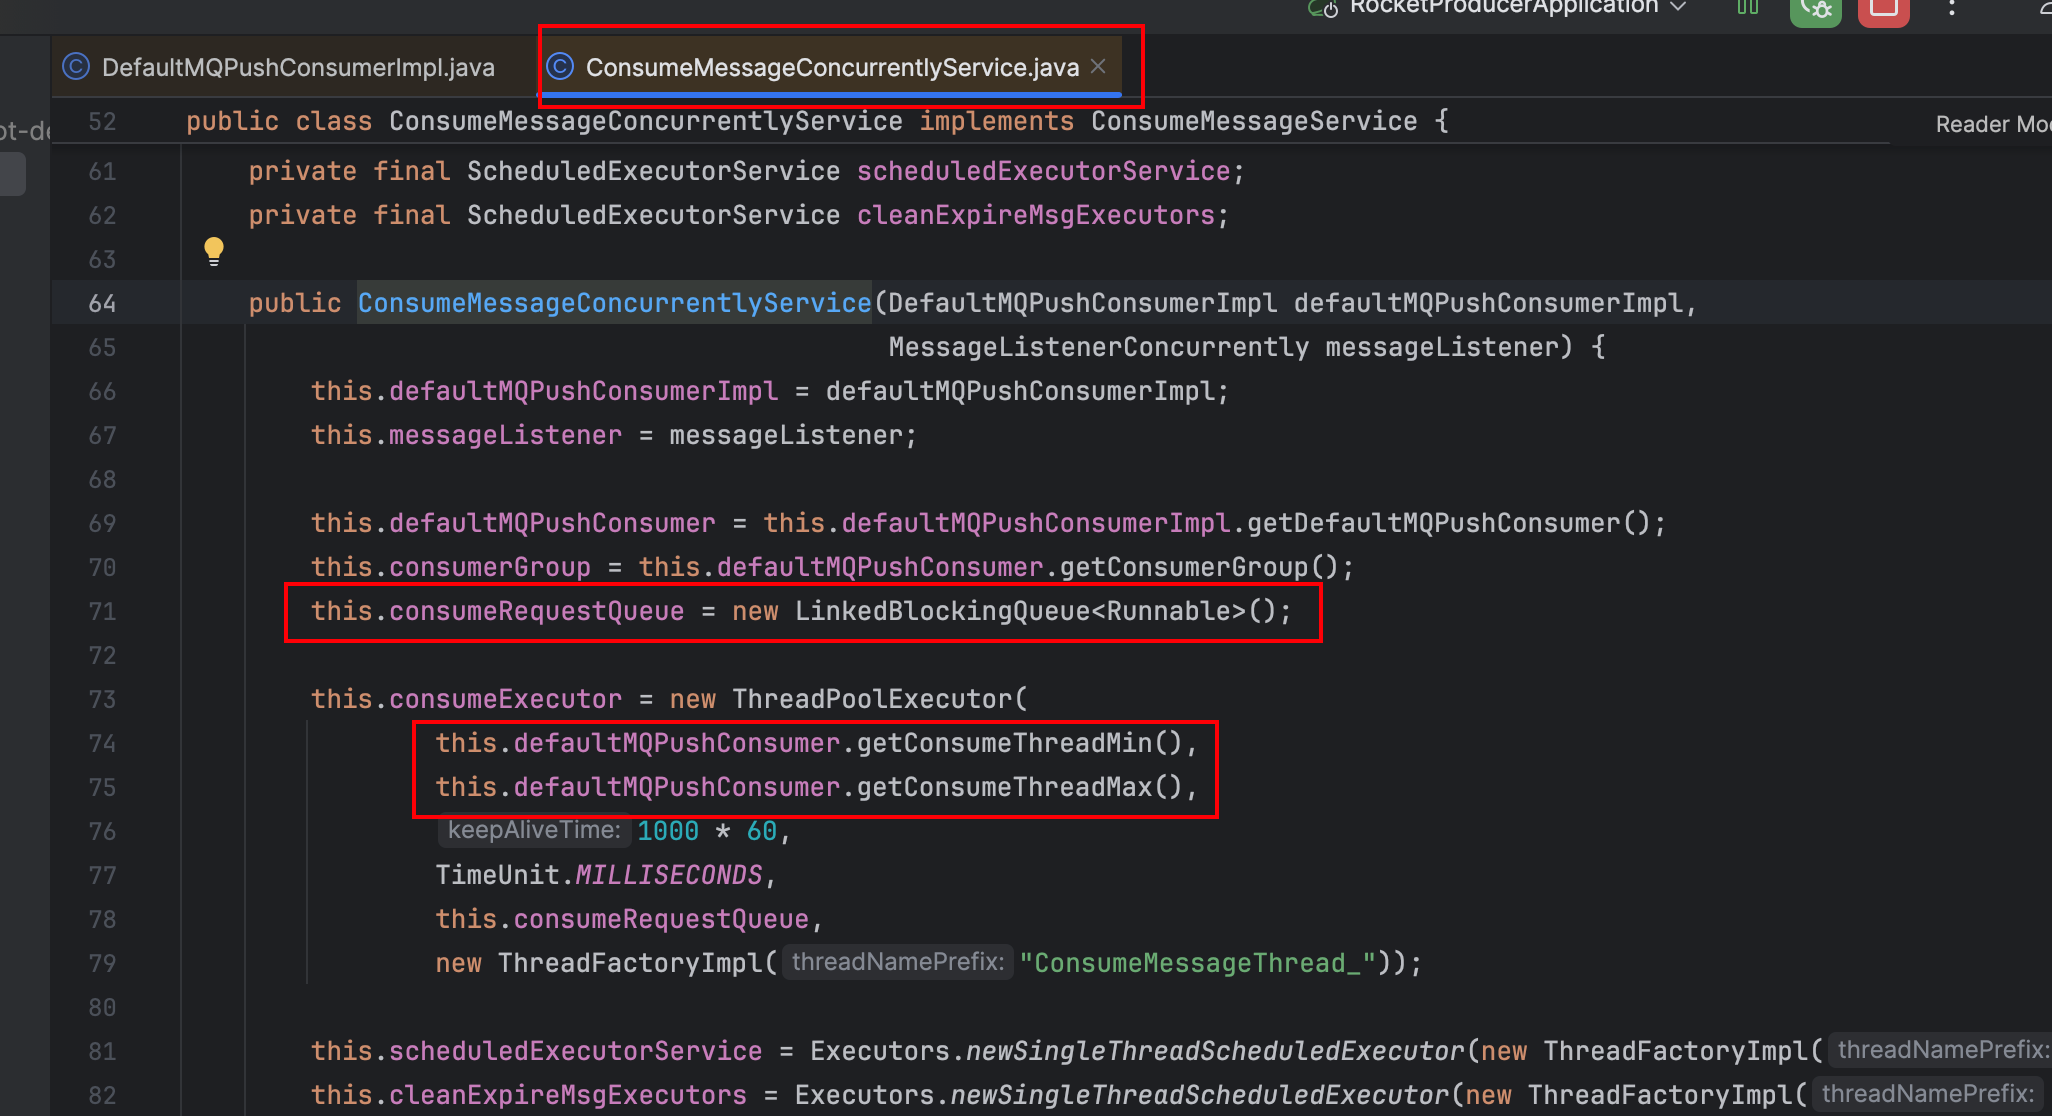 RocketProducerApplication
DefaultMQPushConsumerImpl.java
ConsumeMessageConcurrentlyService.java
52 public class ConsumeMessageConcurrentlyService implements ConsumeMessageService {
Reader Mo
ot-de
61 private final ScheduledExecutorService scheduledExecutorService;
62 private final ScheduledExecutorService cleanExpireMsgExecutors;
63
64 public ConsumeMessageConcurrentlyService(DefaultMQPushConsumerImpl defaultMQPushConsumerImpl,
65 MessageListenerConcurrently messageListener) {
66 this.defaultMQPushConsumerImpl = defaultMQPushConsumerImpl;
67 this.messageListener = messageListener;
68
69 this.defaultMQPushConsumer = this.defaultMQPushConsumerImpl.getDefaultMQPushConsumer();
70 this.consumerGroup = this.defaultMQPushConsumer.getConsumerGroup();
71 this.consumeRequestQueue = new LinkedBlockingQueue<Runnable>();
72
73 this.consumeExecutor = new ThreadPoolExecutor(
74 this.defaultMQPushConsumer.getConsumeThreadMin(),
75 this.defaultMQPushConsumer.getConsumeThreadMax(),
76 keepAliveTime: 1000 * 60,
77 TimeUnit.MILLISECONDS,
78 this.consumeRequestQueue,
79 new ThreadFactoryImpl( threadNamePrefix: "ConsumeMessageThread_"));
80
81 this.scheduledExecutorService = Executors.newSingleThreadScheduledExecutor(new ThreadFactoryImpl( threadNamePrefix:
82 this.cleanExpireMsgExecutors = Executors.newSingleThreadScheduledExecutor(new ThreadFactoryImpl( threadNamePrefix: